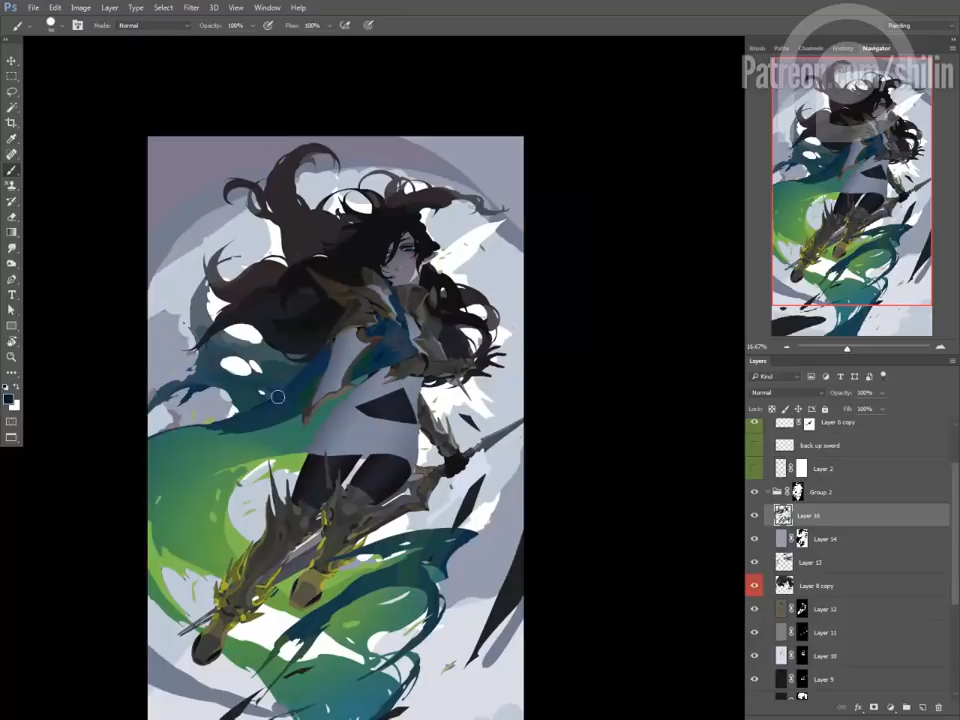 Ps File Edit Image Layer Type Select Filter 3D View Window Help
Mode: Normal Opacity: 100% Flow: 100% Painting
Brush Paths Channels History Navigator
Patreon.com/shilin
16.67%
Layers
Kind
Normal Opacity: 100%
Lock: Fill: 100%
Layer 6 copy
back up sword
Layer 2
Group 2
Layer 16
Layer 14
Layer 13
Layer 8 copy
Layer 12
Layer 11
Layer 10
Layer 9